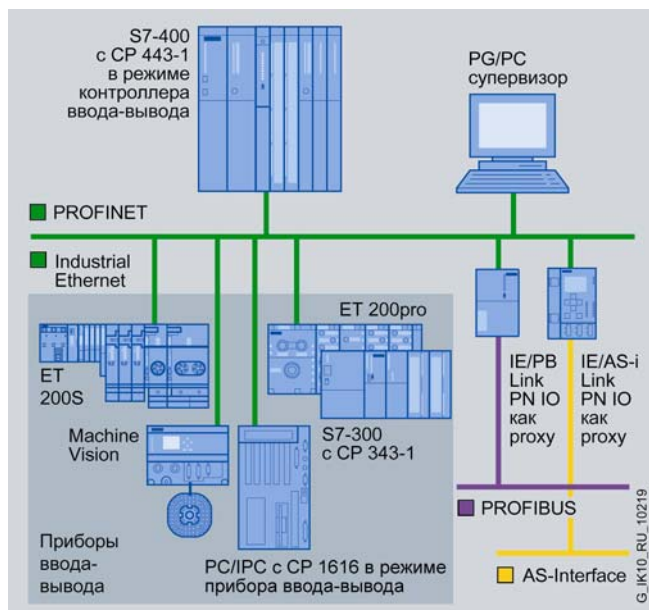 S7-400
с CP 443-1
в режиме
контроллера
ввода-вывода
PG/PC
супервизор
PROFINET
Industrial
Ethernet
ET 200pro
ET
200S
IE/PB
Link
PN IO
как
proxy
IE/AS-i
Link
PN IO
как
proxy
Machine
Vision
S7-300
с CP 343-1
PROFIBUS
Приборы
ввода-
вывода
PC/IPC с CP 1616 в режиме
прибора ввода-вывода
AS-Interface
G_IK10_RU_10219